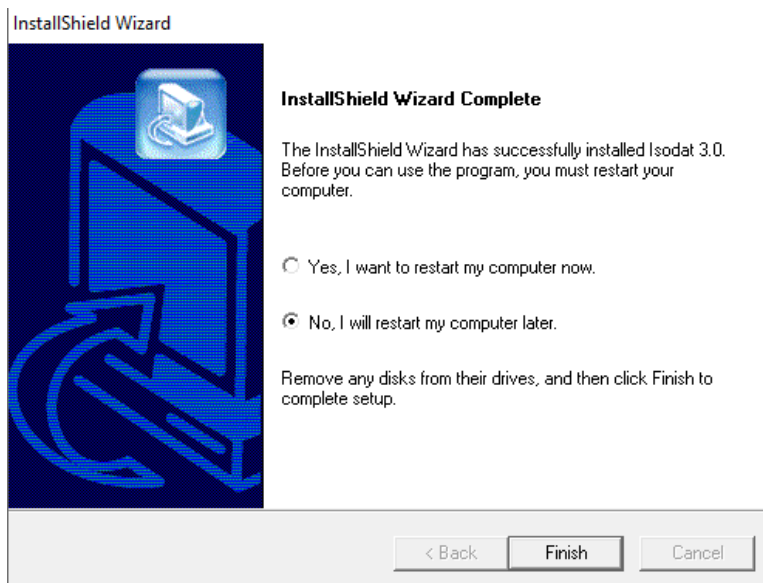 InstallShield Wizard
InstallShield Wizard Complete
The InstallShield Wizard has successfully installed Isodat 3.0.
Before you can use the program, you must restart your
computer.
Yes, I want to restart my computer now.
No, I will restart my computer later.
Remove any disks from their drives, and then click Finish to
complete setup.
< Back Finish Cancel